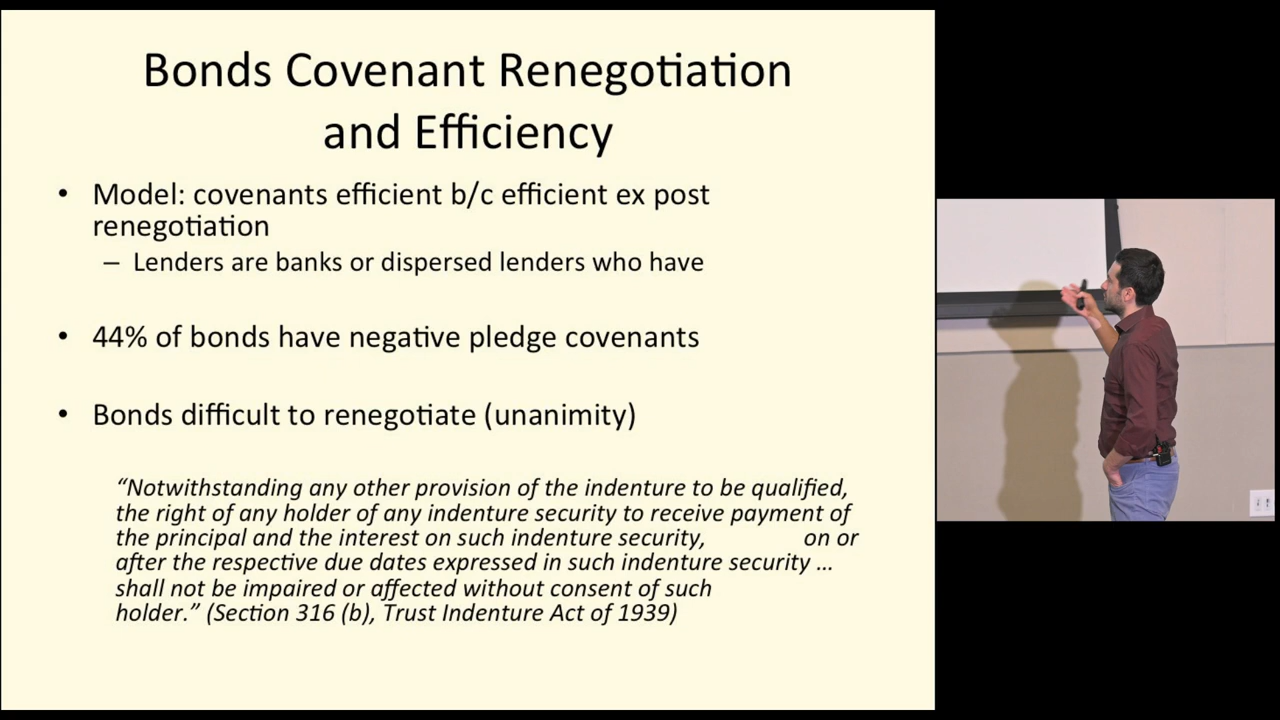 Bonds Covenant Renegotiation
and Efficiency
• Model: covenants efficient b/c efficient ex post
renegotiation
– Lenders are banks or dispersed lenders who have
• 44% of bonds have negative pledge covenants
• Bonds difficult to renegotiate (unanimity)
“Notwithstanding any other provision of the indenture to be qualified,
the right of any holder of any indenture security to receive payment of
the principal and the interest on such indenture security, on or
after the respective due dates expressed in such indenture security ...
shall not be impaired or affected without consent of such
holder.” (Section 316 (b), Trust Indenture Act of 1939)